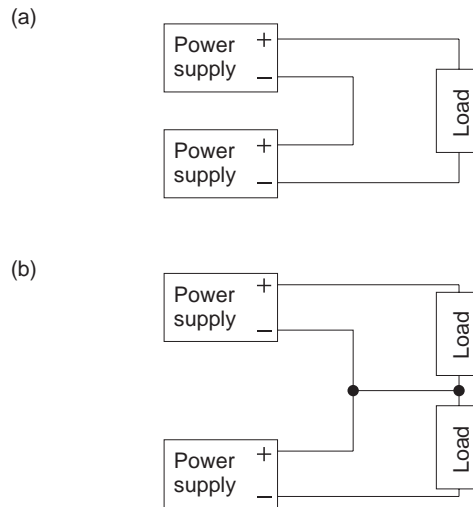 (a)
Power +
supply −
Load
Power +
supply −
(b)
Power +
supply −
Load
Power +
supply −
Load